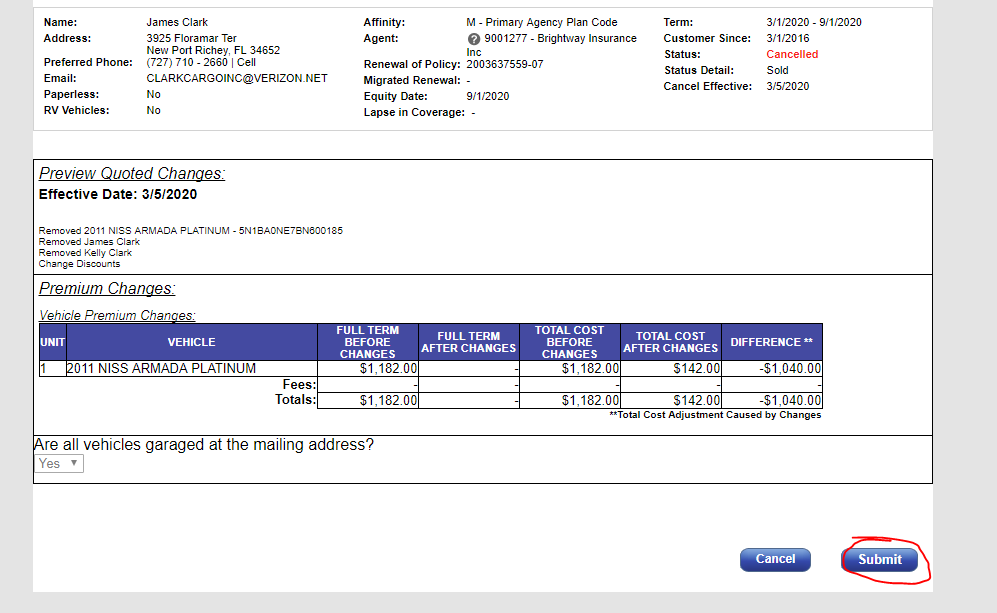 Name: James Clark
Address: 3925 Floramar Ter
New Port Richey, FL 34652
Preferred Phone: (727) 710 - 2660 | Cell
Email: CLARKCARGOINC@VERIZON.NET
Paperless: No
RV Vehicles: No
Affinity: M - Primary Agency Plan Code
Agent: ? 9001277 - Brightway Insurance
Inc
Renewal of Policy: 2003637559-07
Migrated Renewal: -
Equity Date: 9/1/2020
Lapse in Coverage: -
Term: 3/1/2020 - 9/1/2020
Customer Since: 3/1/2016
Status: Cancelled
Status Detail: Sold
Cancel Effective: 3/5/2020
Preview Quoted Changes:
Effective Date: 3/5/2020
Removed 2011 NISS ARMADA PLATINUM - 5N1BA0NE7BN600185
Removed James Clark
Removed Kelly Clark
Change Discounts
Premium Changes:
Vehicle Premium Changes:
UNIT VEHICLE FULL TERM BEFORE CHANGES FULL TERM AFTER CHANGES TOTAL COST BEFORE CHANGES TOTAL COST AFTER CHANGES DIFFERENCE **
1 2011 NISS ARMADA PLATINUM $1,182.00 - $1,182.00 $142.00 -$1,040.00
Fees: - - - - -
Totals: $1,182.00 - $1,182.00 $142.00 -$1,040.00
**Total Cost Adjustment Caused by Changes
Are all vehicles garaged at the mailing address?
Yes
Cancel Submit